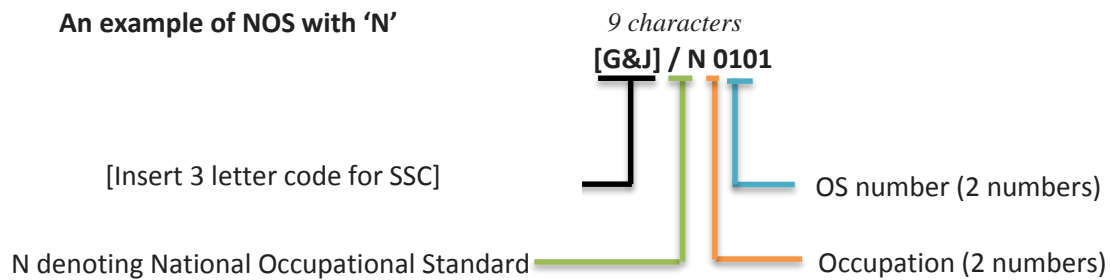 An example of NOS with ‘N’
9 characters
[G&J] / N 0101
[Insert 3 letter code for SSC]
OS number (2 numbers)
N denoting National Occupational Standard
Occupation (2 numbers)